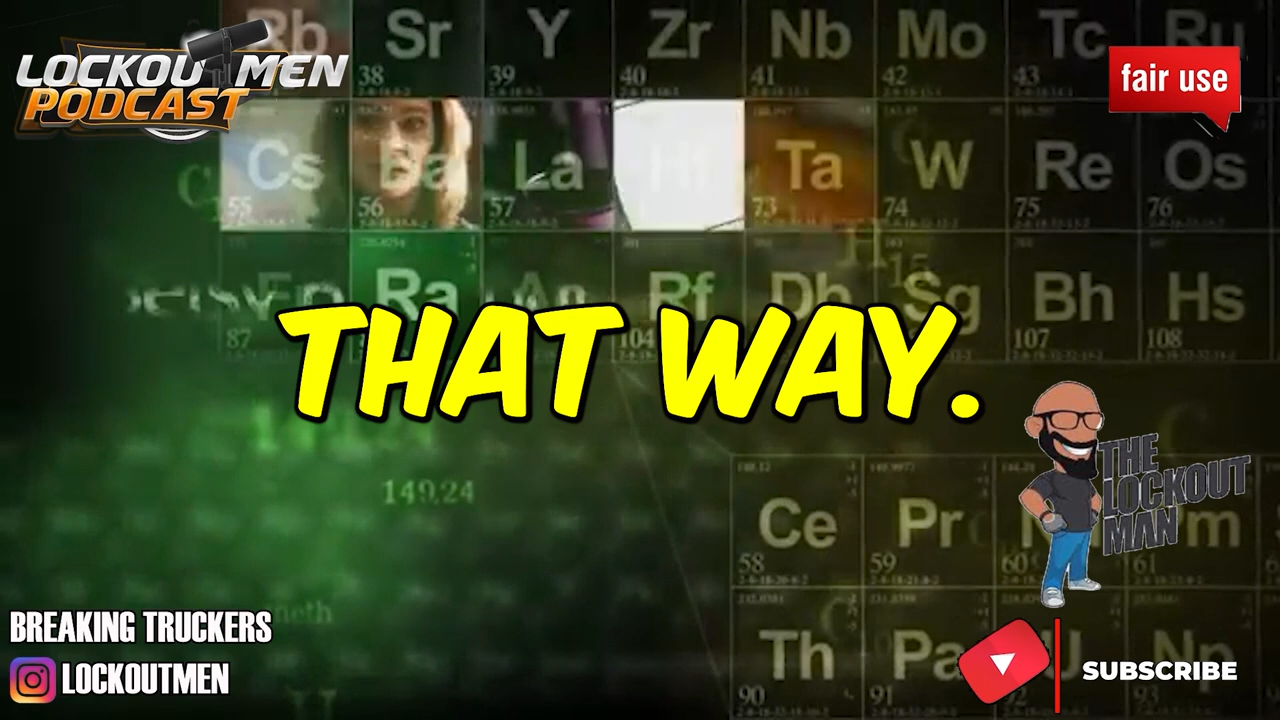 LOCKOUTMEN
PODCAST
fair use
Rb Sr Y Zr Nb Mo Tc Ru
38 39 40 41 42 43
Cs Ba La Hf Ta W Re Os
55 56 57 73 74 75 76
Ra An Rf Db Sg Bh Hs
87 104 107 108
THAT WAY.
149.24
THE
LOCKOUT
MAN
Ce Pr
58 59 60 61
Th Pa U Np
90 91
BREAKING TRUCKERS
LOCKOUTMEN
SUBSCRIBE